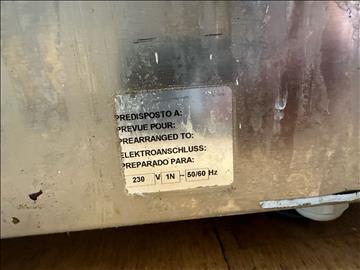 PREDISPOSTO A:
PREVUE POUR:
PREARRANGED TO:
ELEKTROANSCHLUSS:
PREPARADO PARA:
230 V 1N ~ 50/60 Hz